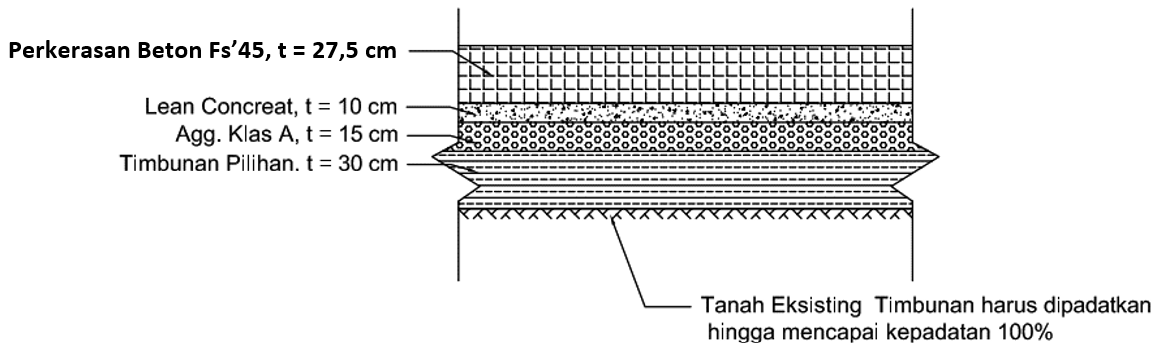 Perkerasan Beton Fs’45, t = 27,5 cm
Lean Concreat, t = 10 cm
Agg. Klas A, t = 15 cm
Timbunan Pilihan. t = 30 cm
Tanah Eksisting Timbunan harus dipadatkan
hingga mencapai kepadatan 100%